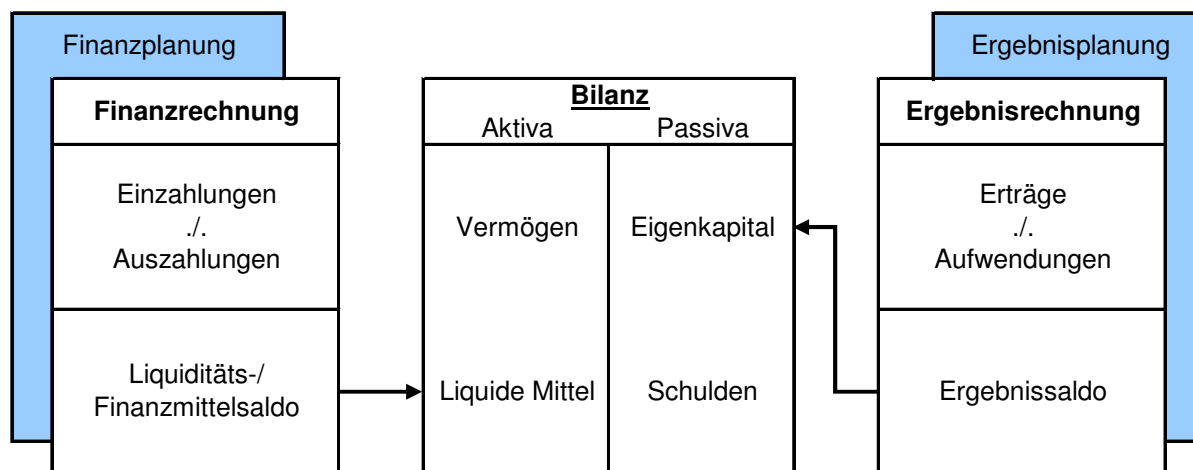 Finanzplanung
Finanzrechnung
Einzahlungen
./.
Auszahlungen
Liquiditäts-/
Finanzmittelsaldo
Bilanz
Aktiva
Passiva
Vermögen
Eigenkapital
Liquide Mittel
Schulden
Ergebnisplanung
Ergebnisrechnung
Erträge
./.
Aufwendungen
Ergebnissaldo